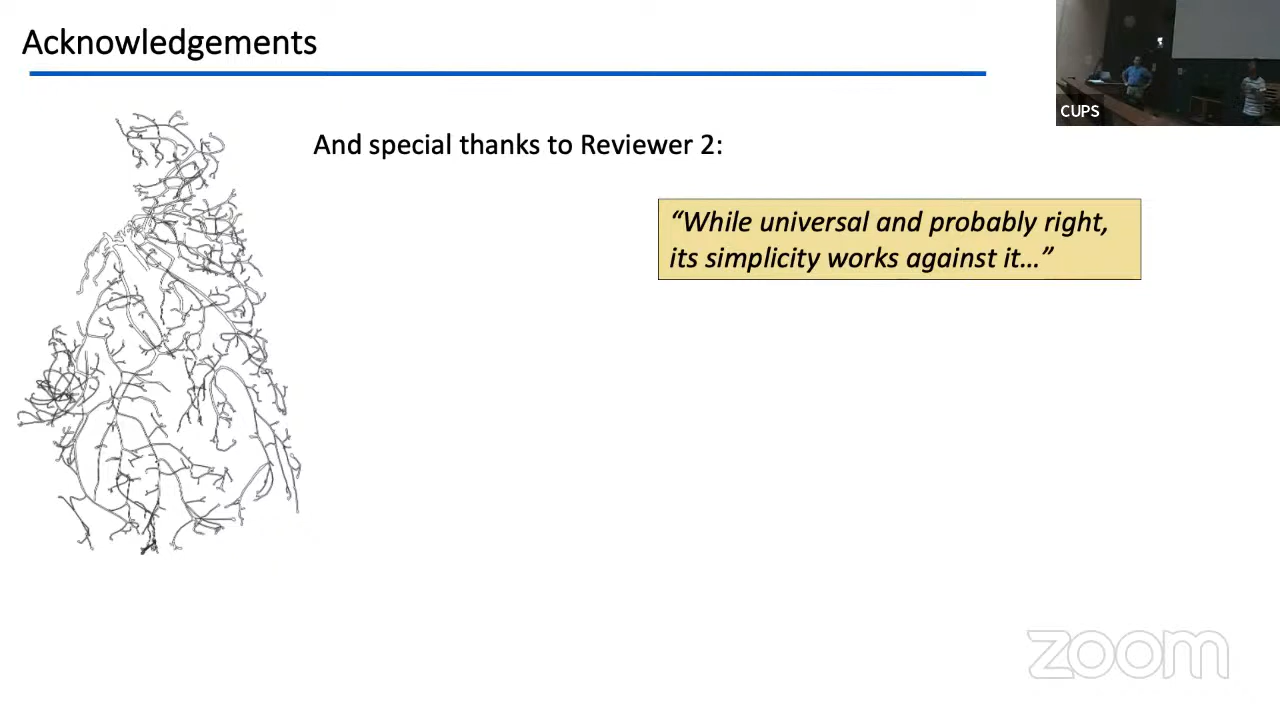 Acknowledgements
CUPS
And special thanks to Reviewer 2:
“While universal and probably right,
its simplicity works against it…”
zoom